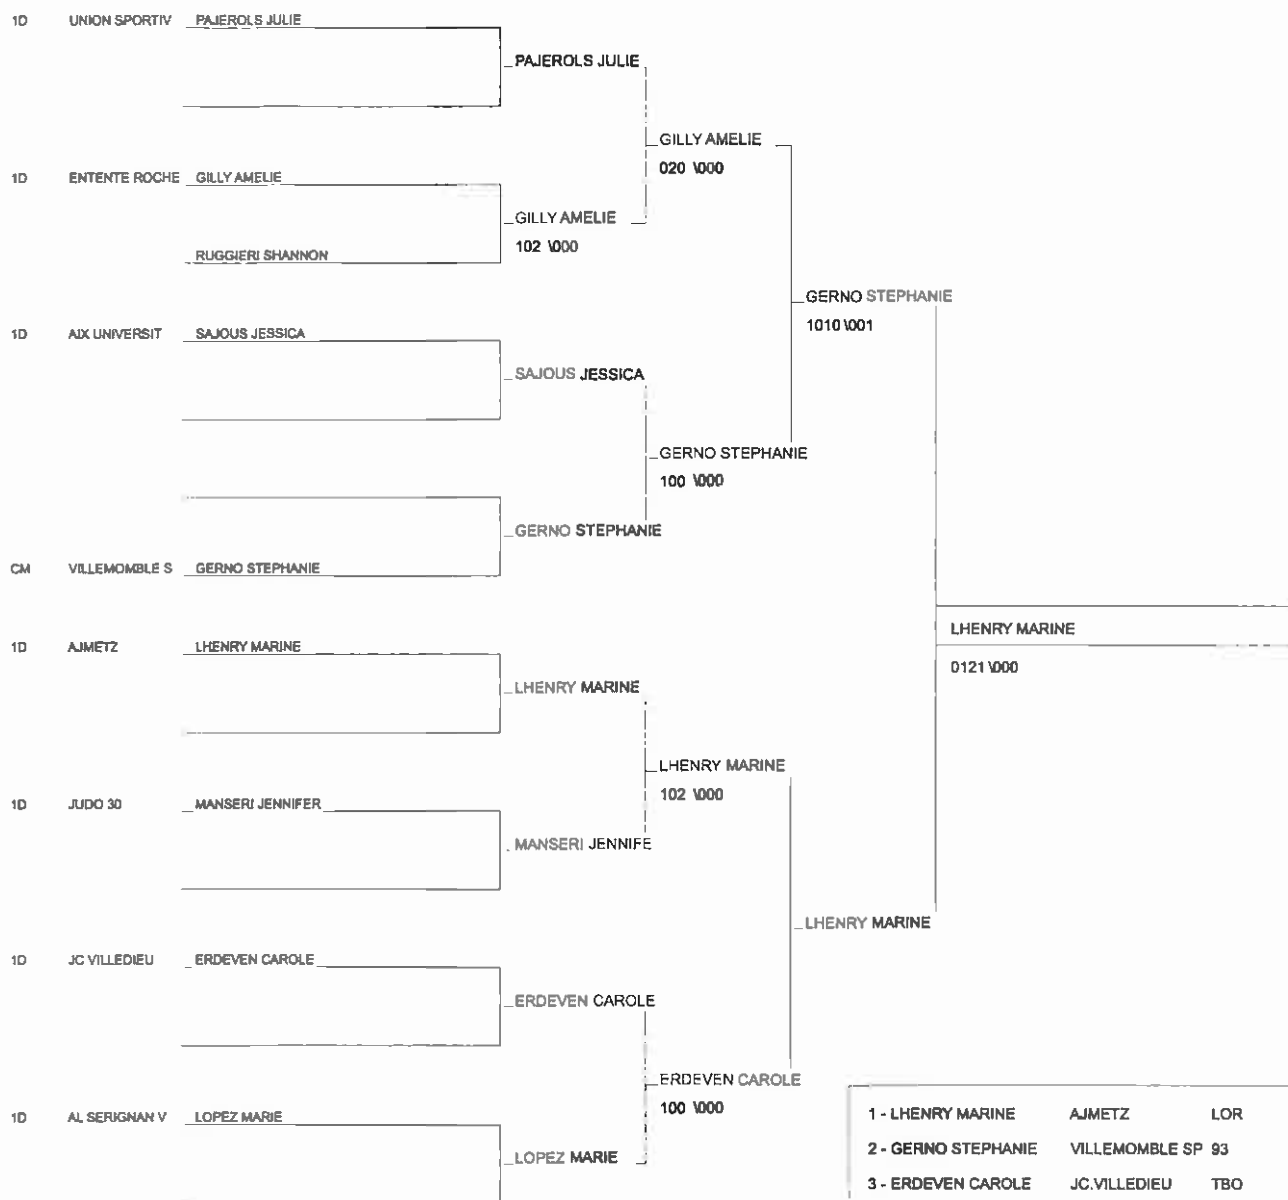 1D UNION SPORTIV PAJEROLS JULIE
PAJEROLS JULIE
GILLY AMELIE
020 \000
1D ENTENTE ROCHE GILLY AMELIE
GILLY AMELIE
102 \000
RUGGIERI SHANNON
GERNO STEPHANIE
1010 \001
1D AIX UNIVERSIT SAJOUS JESSICA
SAJOUS JESSICA
GERNO STEPHANIE
100 \000
GERNO STEPHANIE
CM VILLEMOMBLE S GERNO STEPHANIE
LHENRY MARINE
0121 \000
1D AJMETZ LHENRY MARINE
LHENRY MARINE
LHENRY MARINE
102 \000
1D JUDO 30 MANSERI JENNIFER
MANSERI JENNIFE
LHENRY MARINE
1D JC VILLEDIEU ERDEVEN CAROLE
ERDEVEN CAROLE
ERDEVEN CAROLE
100 \000
1D AL SERIGNAN V LOPEZ MARIE
LOPEZ MARIE
1 - LHENRY MARINE AJMETZ LOR
2 - GERNO STEPHANIE VILLEMOMBLE SP 93
3 - ERDEVEN CAROLE JC.VILLEDIEU TBO